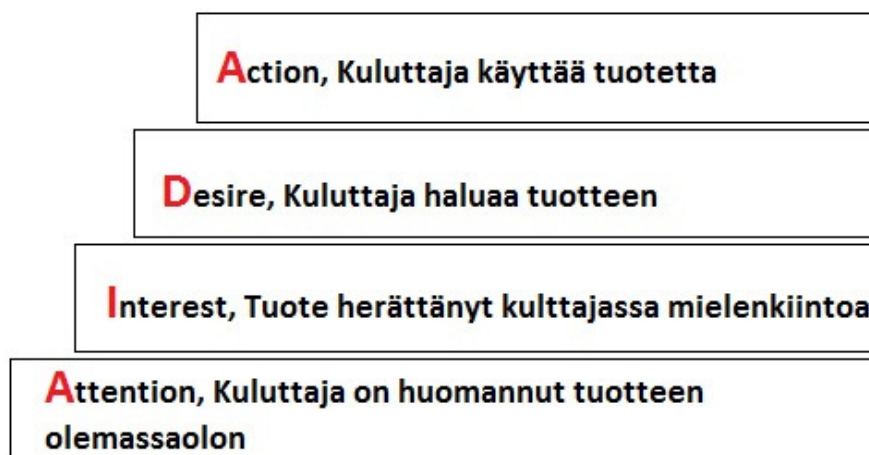 Action, Kuluttaja käyttää tuotetta
Desire, Kuluttaja haluaa tuotteen
Interest, Tuote herättänyt kulttajassa mielenkiintoa
Attention, Kuluttaja on huomannut tuotteen
olemassaolon